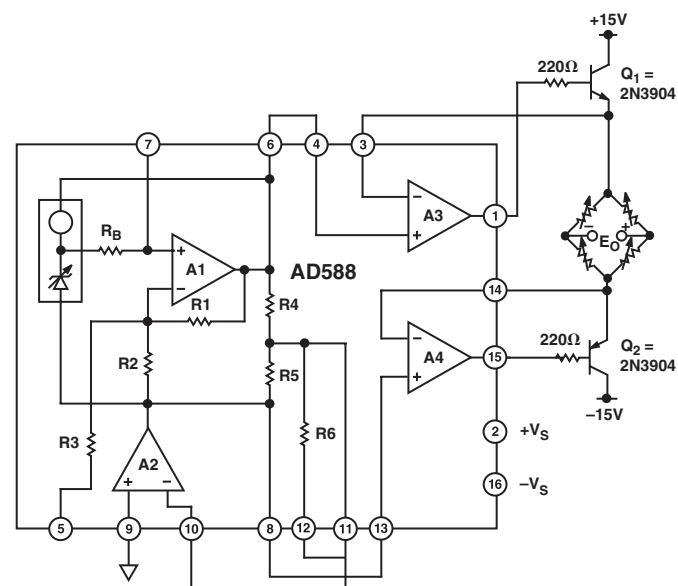 +15V
220Ω
Q1 =
2N3904
7
6
4
3
RB
+
–
A1
R1
AD588
R4
–
+
A3
1
– EO +
14
R2
R5
R6
–
+
A4
15
220Ω
Q2 =
2N3904
–15V
R3
A2
+ –
2 +VS
16 –VS
5
9
10
8
12
11
13